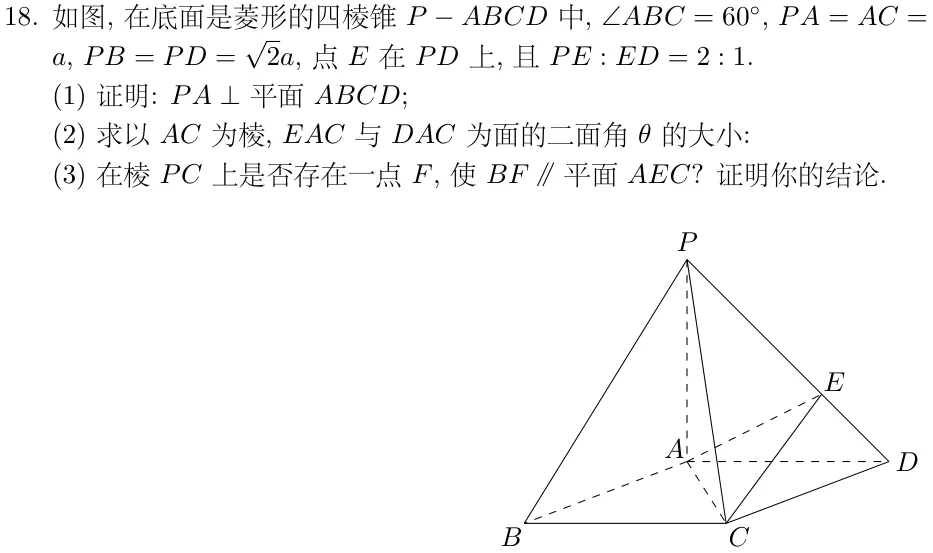 18. 如图, 在底面是菱形的四棱锥 P − ABCD 中, ∠ABC = 60°, PA = AC =
a, PB = PD = √2a, 点 E 在 PD 上, 且 PE : ED = 2 : 1.
(1) 证明: PA ⊥ 平面 ABCD;
(2) 求以 AC 为棱, EAC 与 DAC 为面的二面角 θ 的大小:
(3) 在棱 PC 上是否存在一点 F, 使 BF ∥ 平面 AEC? 证明你的结论.
P
E
A
D
B
C